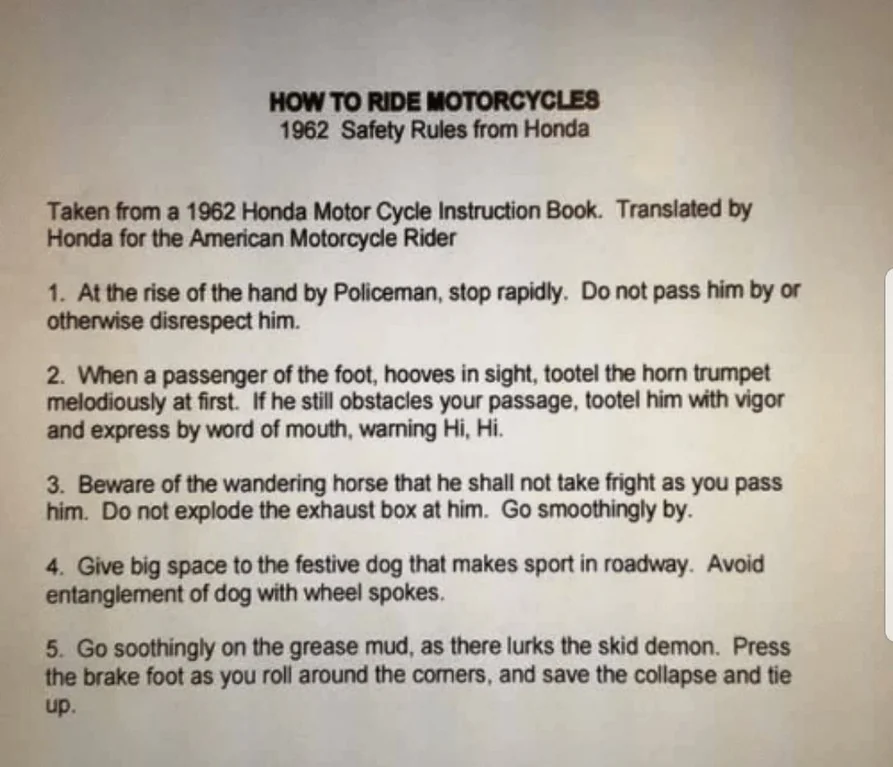 HOW TO RIDE MOTORCYCLES
1962 Safety Rules from Honda
Taken from a 1962 Honda Motor Cycle Instruction Book. Translated by
Honda for the American Motorcycle Rider
1. At the rise of the hand by Policeman, stop rapidly. Do not pass him by or
otherwise disrespect him.
2. When a passenger of the foot, hooves in sight, tootel the horn trumpet
melodiously at first. If he still obstacles your passage, tootel him with vigor
and express by word of mouth, warning Hi, Hi.
3. Beware of the wandering horse that he shall not take fright as you pass
him. Do not explode the exhaust box at him. Go smoothingly by.
4. Give big space to the festive dog that makes sport in roadway. Avoid
entanglement of dog with wheel spokes.
5. Go soothingly on the grease mud, as there lurks the skid demon. Press
the brake foot as you roll around the corners, and save the collapse and tie
up.